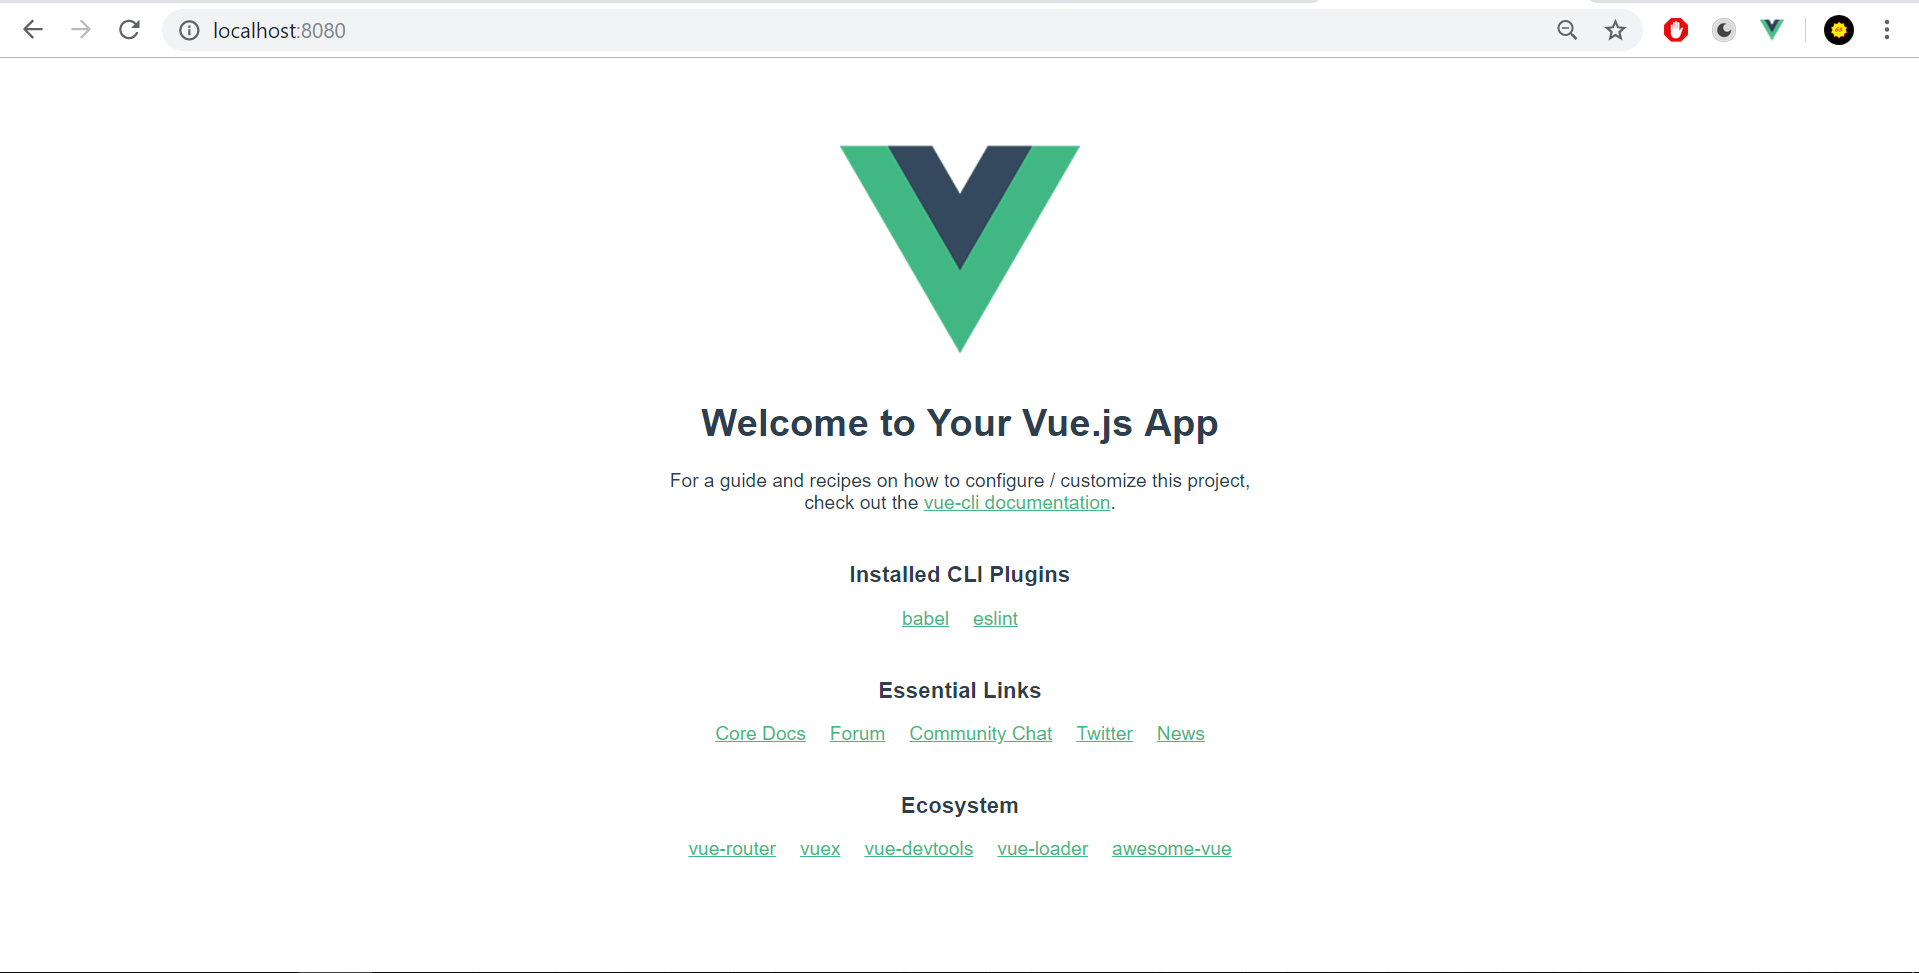 localhost:8080
Welcome to Your Vue.js App
For a guide and recipes on how to configure / customize this project,
check out the vue-cli documentation.
Installed CLI Plugins
babel eslint
Essential Links
Core Docs Forum Community Chat Twitter News
Ecosystem
vue-router vuex vue-devtools vue-loader awesome-vue